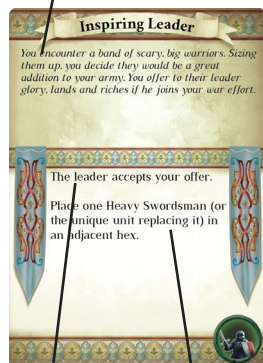 Inspiring Leader
You encounter a band of scary, big warriors. Sizing
them up, you decide they would be a great
addition to your army. You offer to their leader
glory, lands and riches if he joins your war effort.
The leader accepts your offer.
Place one Heavy Swordsman (or
the unique unit replacing it) in
an adjacent hex.